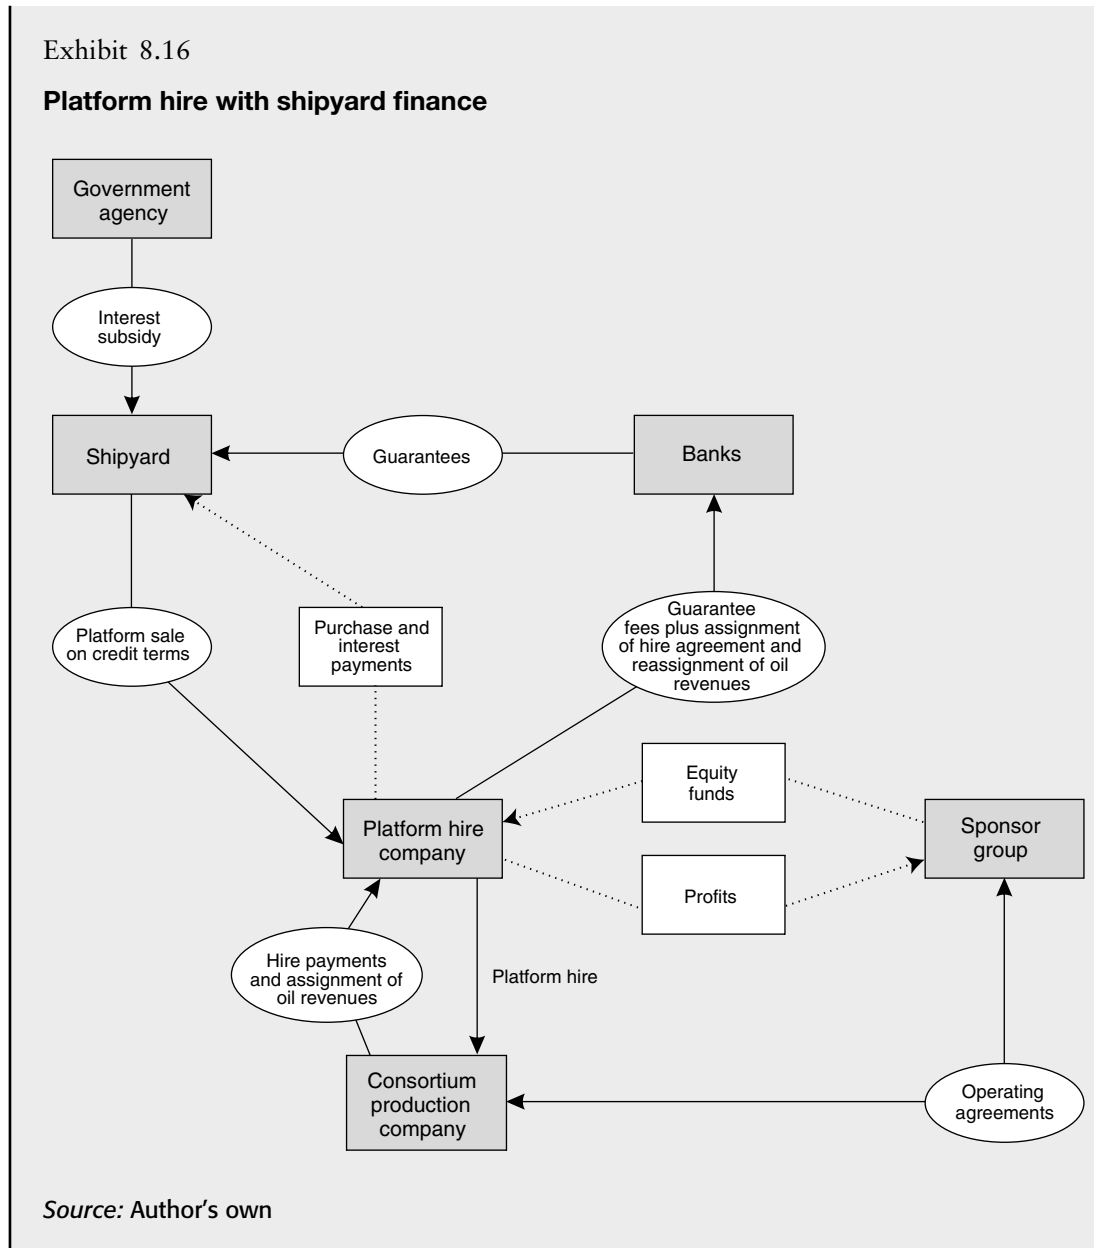 Exhibit 8.16
Platform hire with shipyard finance
Government
agency
Interest
subsidy
Shipyard
Guarantees
Banks
Platform sale
on credit terms
Purchase and
interest
payments
Guarantee
fees plus assignment
of hire agreement and
reassignment of oil
revenues
Equity
funds
Platform hire
company
Sponsor
group
Profits
Hire payments
and assignment of
oil revenues
Platform hire
Consortium
production
company
Operating
agreements
Source: Author's own